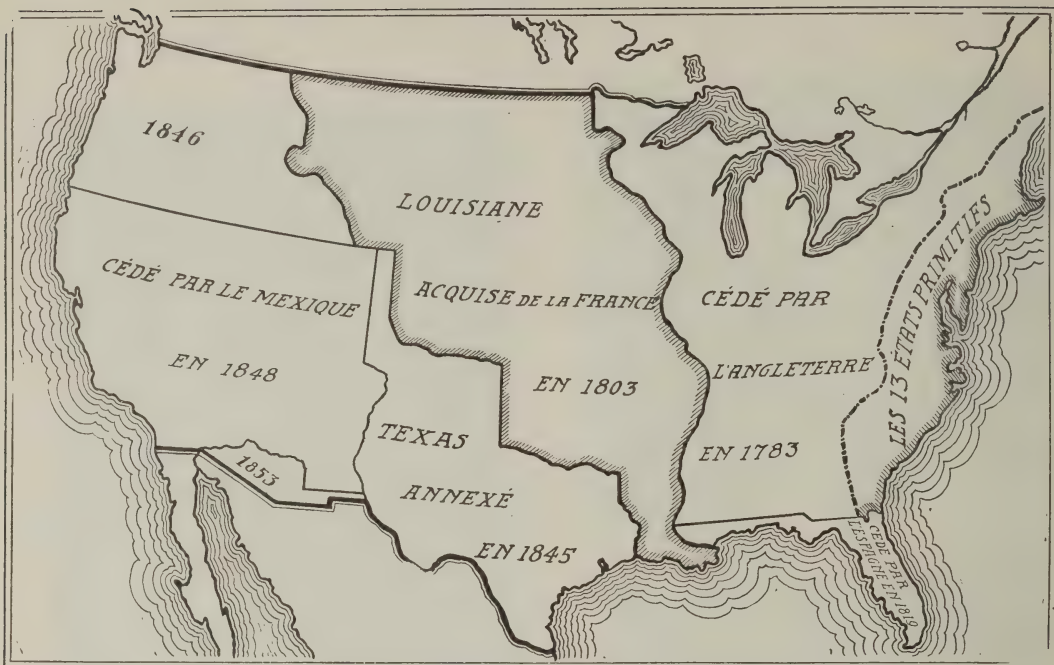 1846
LOUISIANE
CÉDÉ PAR LE MEXIQUE
EN 1848
ACQUISE DE LA FRANCE
EN 1803
CÉDÉ PAR
L'ANGLETERRE
EN 1783
LES 13 ÉTATS PRIMITIFS
TEXAS
ANNEXÉ
EN 1845
1853
CÉDÉ PAR
L'ESPAGNE EN 1819